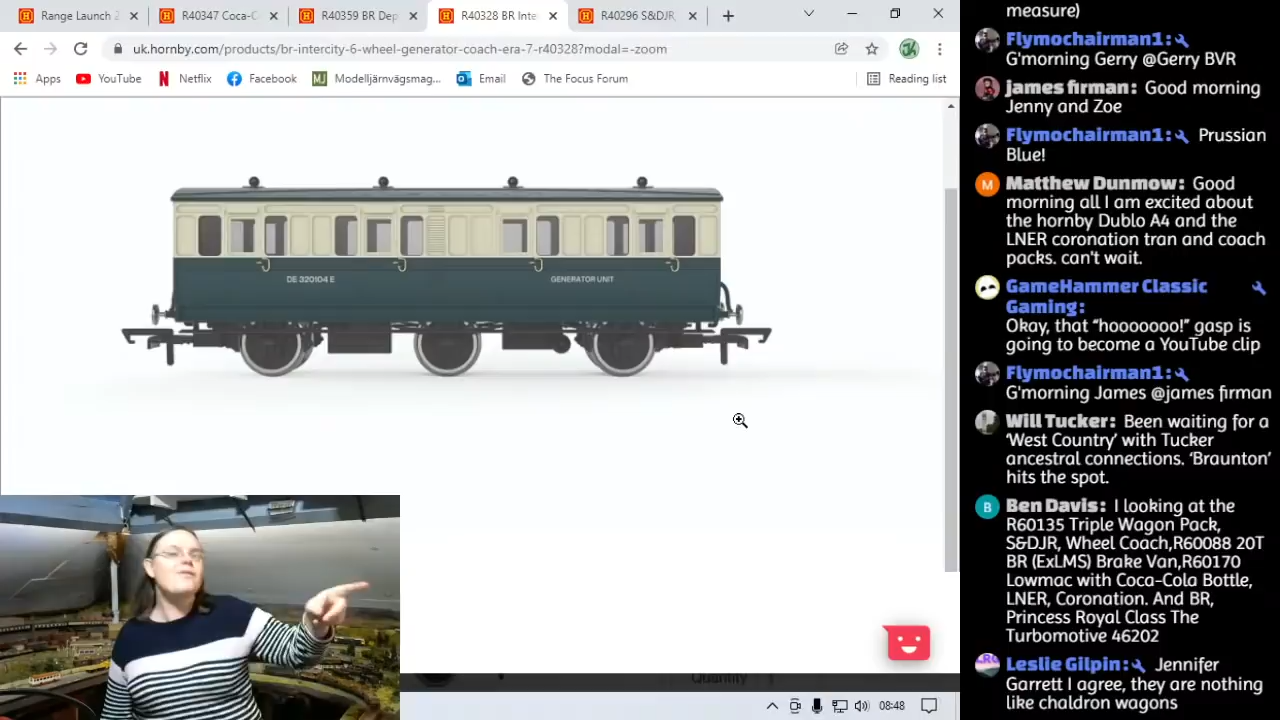 Range Launch 2
R40347 Coca-C
R40359 BR Dep
R40328 BR Inte
R40296 S&DJR,
uk.hornby.com/products/br-intercity-6-wheel-generator-coach-era-7-r40328?modal=-zoom
Apps
YouTube
Netflix
Facebook
Modelljärnvägsmag...
Email
The Focus Forum
Reading list
DE 320104 E
GENERATOR UNIT
Quantity
08:48
measure)
Flymochairman1:
G'morning Gerry @Gerry BVR
james firman: Good morning
Jenny and Zoe
Flymochairman1: Prussian
Blue!
M Matthew Dunmow: Good
morning all I am excited about
the hornby Dublo A4 and the
LNER coronation tran and coach
packs. can't wait.
GameHammer Classic
Gaming:
Okay, that “hooooooo!” gasp is
going to become a YouTube clip
Flymochairman1:
G'morning James @james firman
Will Tucker: Been waiting for a
‘West Country’ with Tucker
ancestral connections. ‘Braunton’
hits the spot.
B Ben Davis: I looking at the
R60135 Triple Wagon Pack,
S&DJR, Wheel Coach,R60088 20T
BR (ExLMS) Brake Van,R60170
Lowmac with Coca-Cola Bottle,
LNER, Coronation. And BR,
Princess Royal Class The
Turbomotive 46202
Leslie Gilpin: Jennifer
Garrett I agree, they are nothing
like chaldron wagons